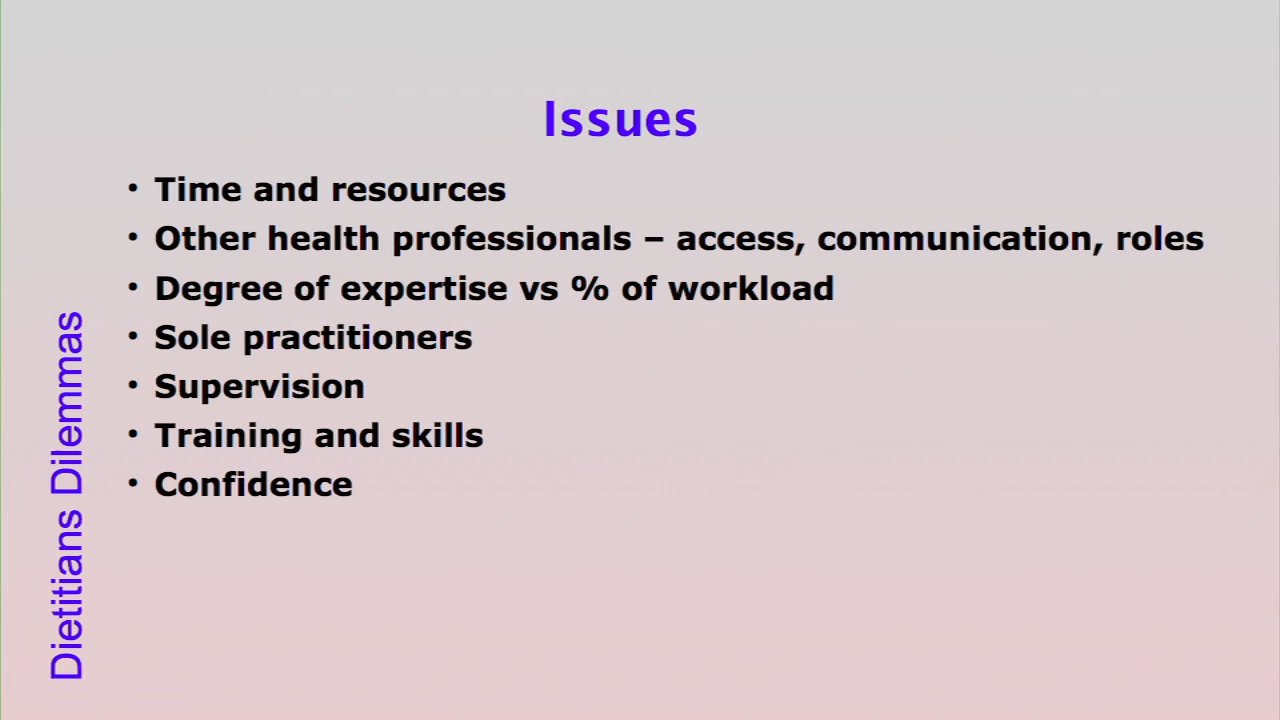 Issues
• Time and resources
• Other health professionals – access, communication, roles
• Degree of expertise vs % of workload
• Sole practitioners
• Supervision
• Training and skills
• Confidence
Dietitians Dilemmas